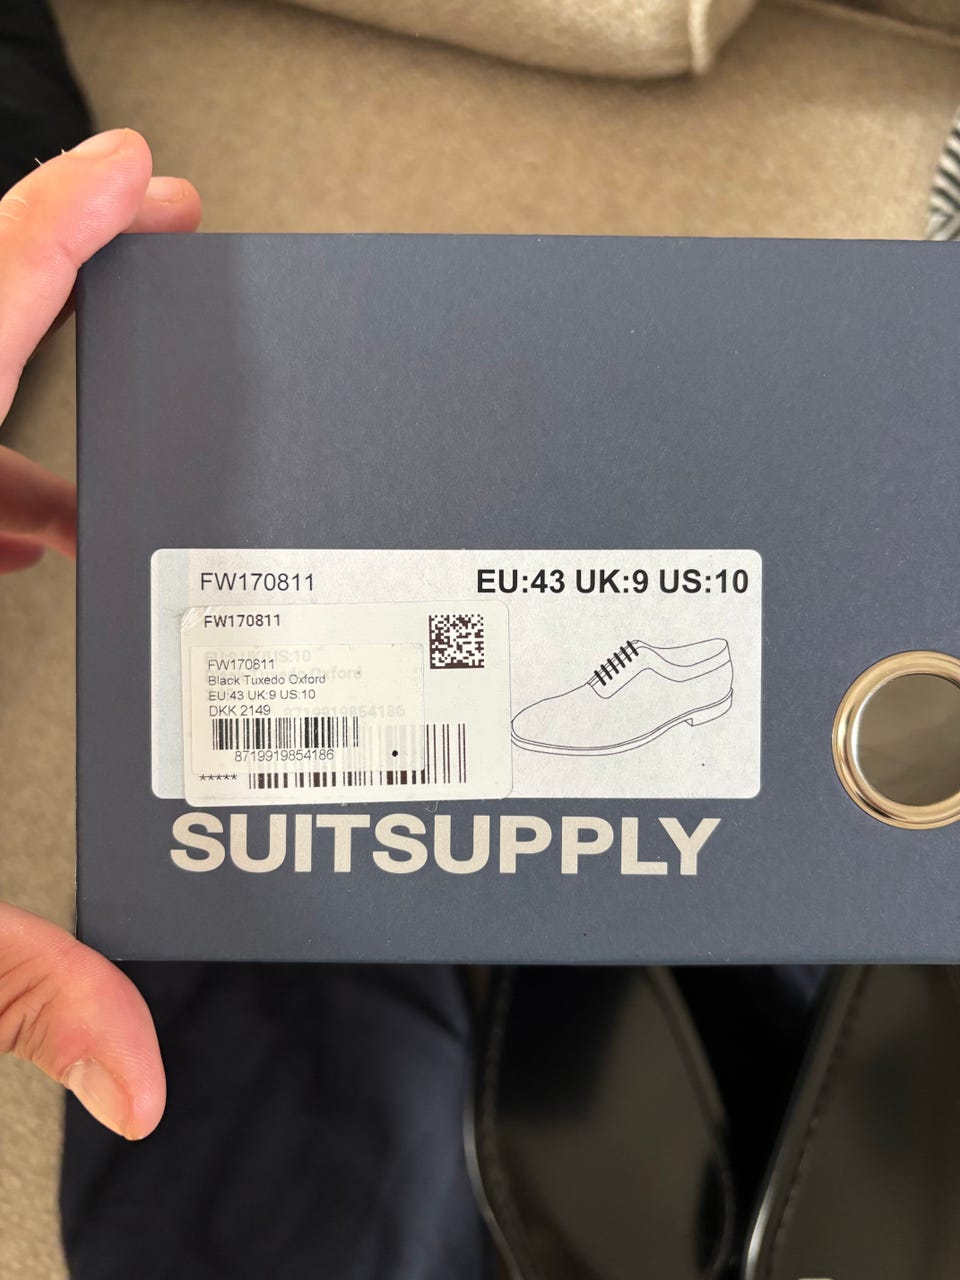 FW170811
EU:43 UK:9 US:10
FW170811
FW170811
Black Tuxedo Oxford
EU:43 UK:9 US:10
DKK 2149
8719919854186
*****
SUITSUPPLY